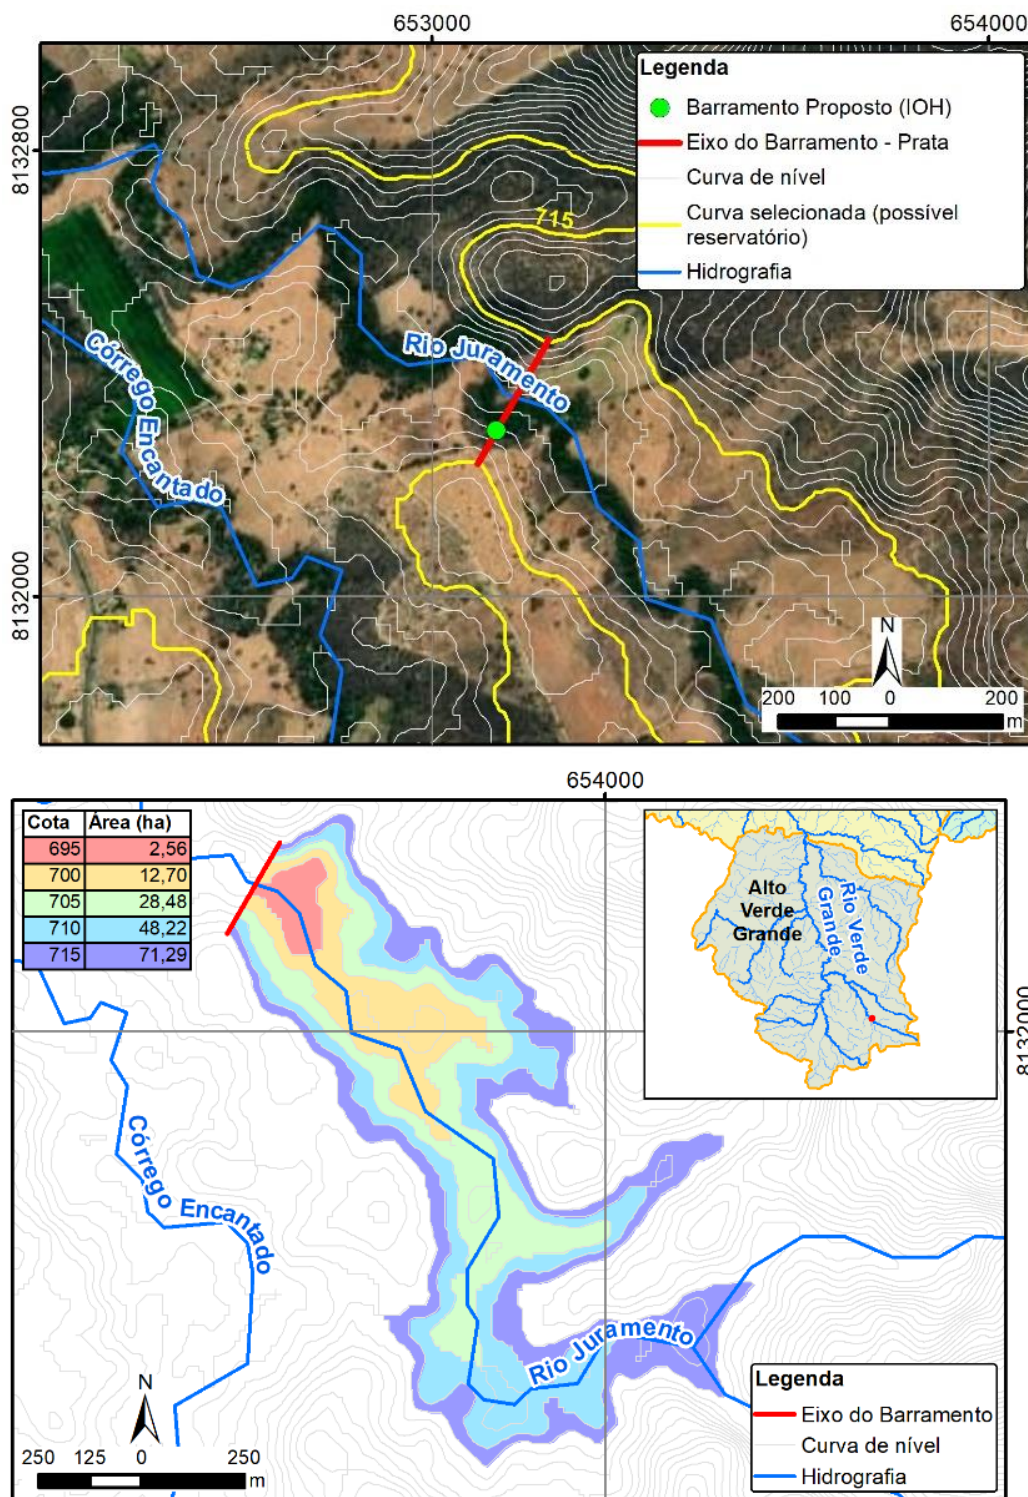 653000
654000
8132800
8132000
Legenda
Barramento Proposto (IOH)
Eixo do Barramento - Prata
Curva de nível
Curva selecionada (possível
reservatório)
Hidrografia
715
Rio Juramento
Córrego Encantado
N
200 100 0 200
m
654000
8132000
Cota Área (ha)
695 2,56
700 12,70
705 28,48
710 48,22
715 71,29
Alto
Verde
Grande
Rio Verde
Grande
Córrego Encantado
Rio Juramento
N
250 125 0 250
m
Legenda
Eixo do Barramento
Curva de nível
Hidrografia